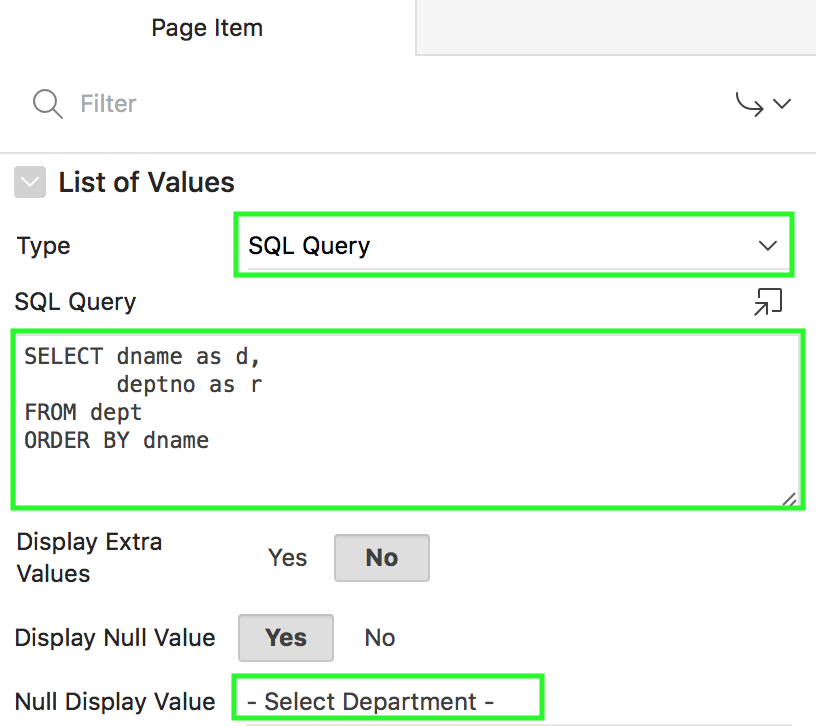 Page Item
Filter
List of Values
Type SQL Query
SQL Query
SELECT dname as d,
       deptno as r
FROM dept
ORDER BY dname
Display Extra
Values
Yes No
Display Null Value Yes No
Null Display Value - Select Department -